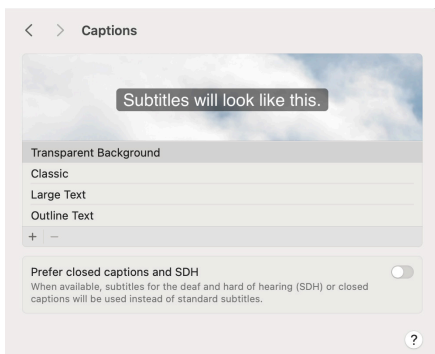 Captions
Subtitles will look like this.
Transparent Background
Classic
Large Text
Outline Text
+ −
Prefer closed captions and SDH
When available, subtitles for the deaf and hard of hearing (SDH) or closed
captions will be used instead of standard subtitles.
?